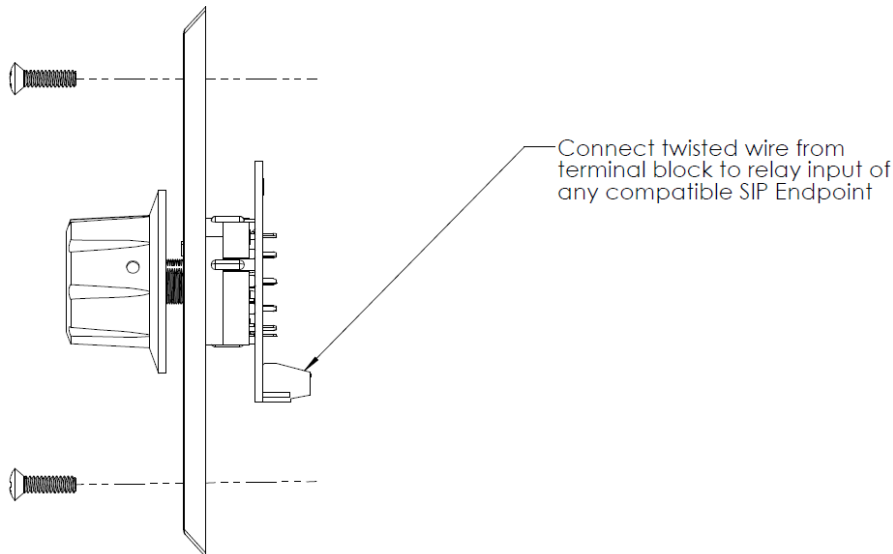 Connect twisted wire from
terminal block to relay input of
any compatible SIP Endpoint